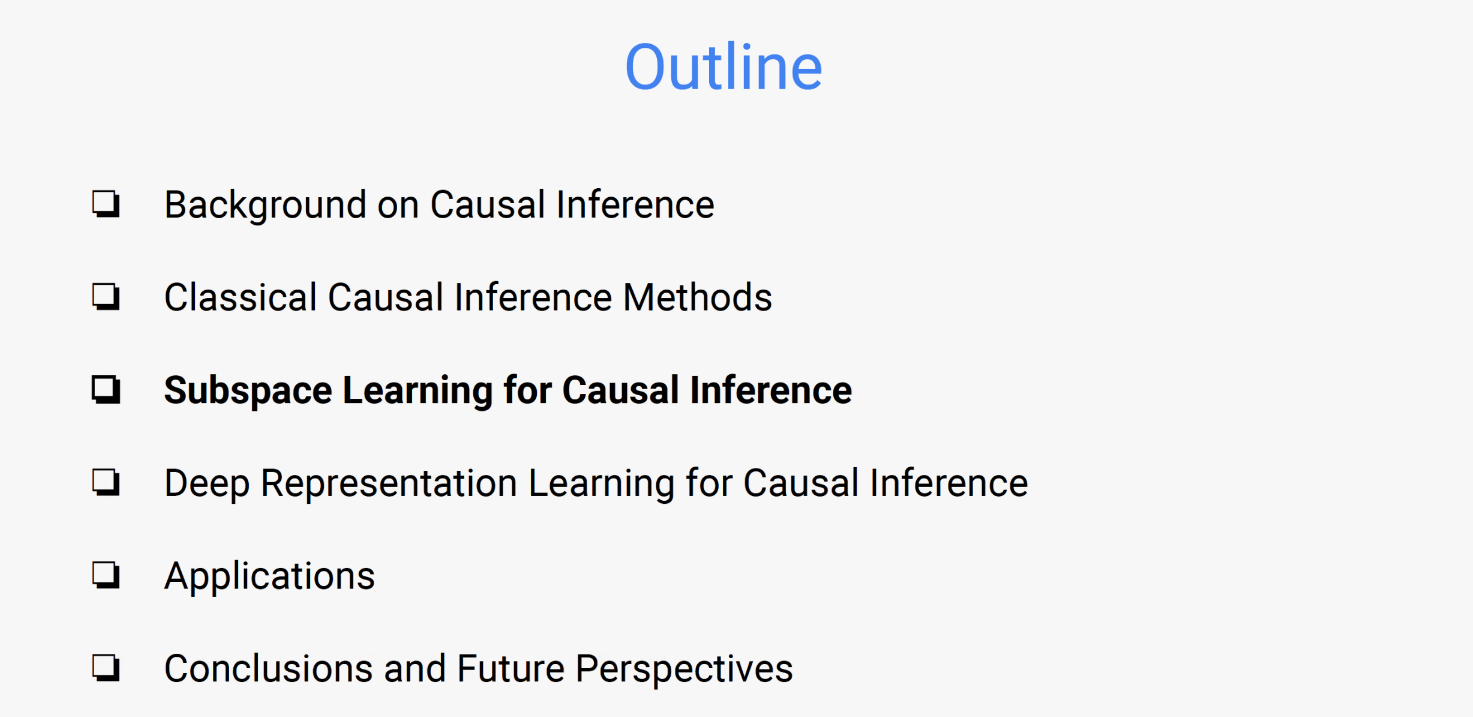 Outline
Background on Causal Inference
Classical Causal Inference Methods
Subspace Learning for Causal Inference
Deep Representation Learning for Causal Inference
Applications
Conclusions and Future Perspectives